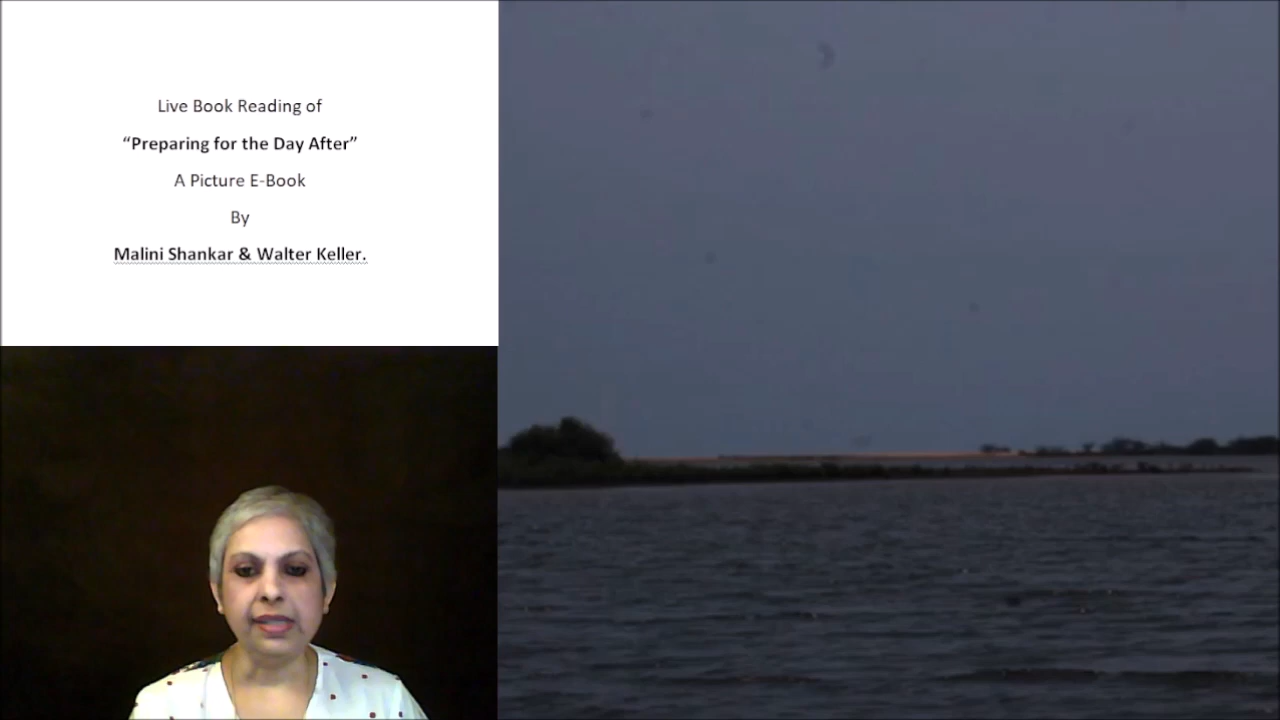 Live Book Reading of
“Preparing for the Day After”
A Picture E-Book
By
Malini Shankar & Walter Keller.